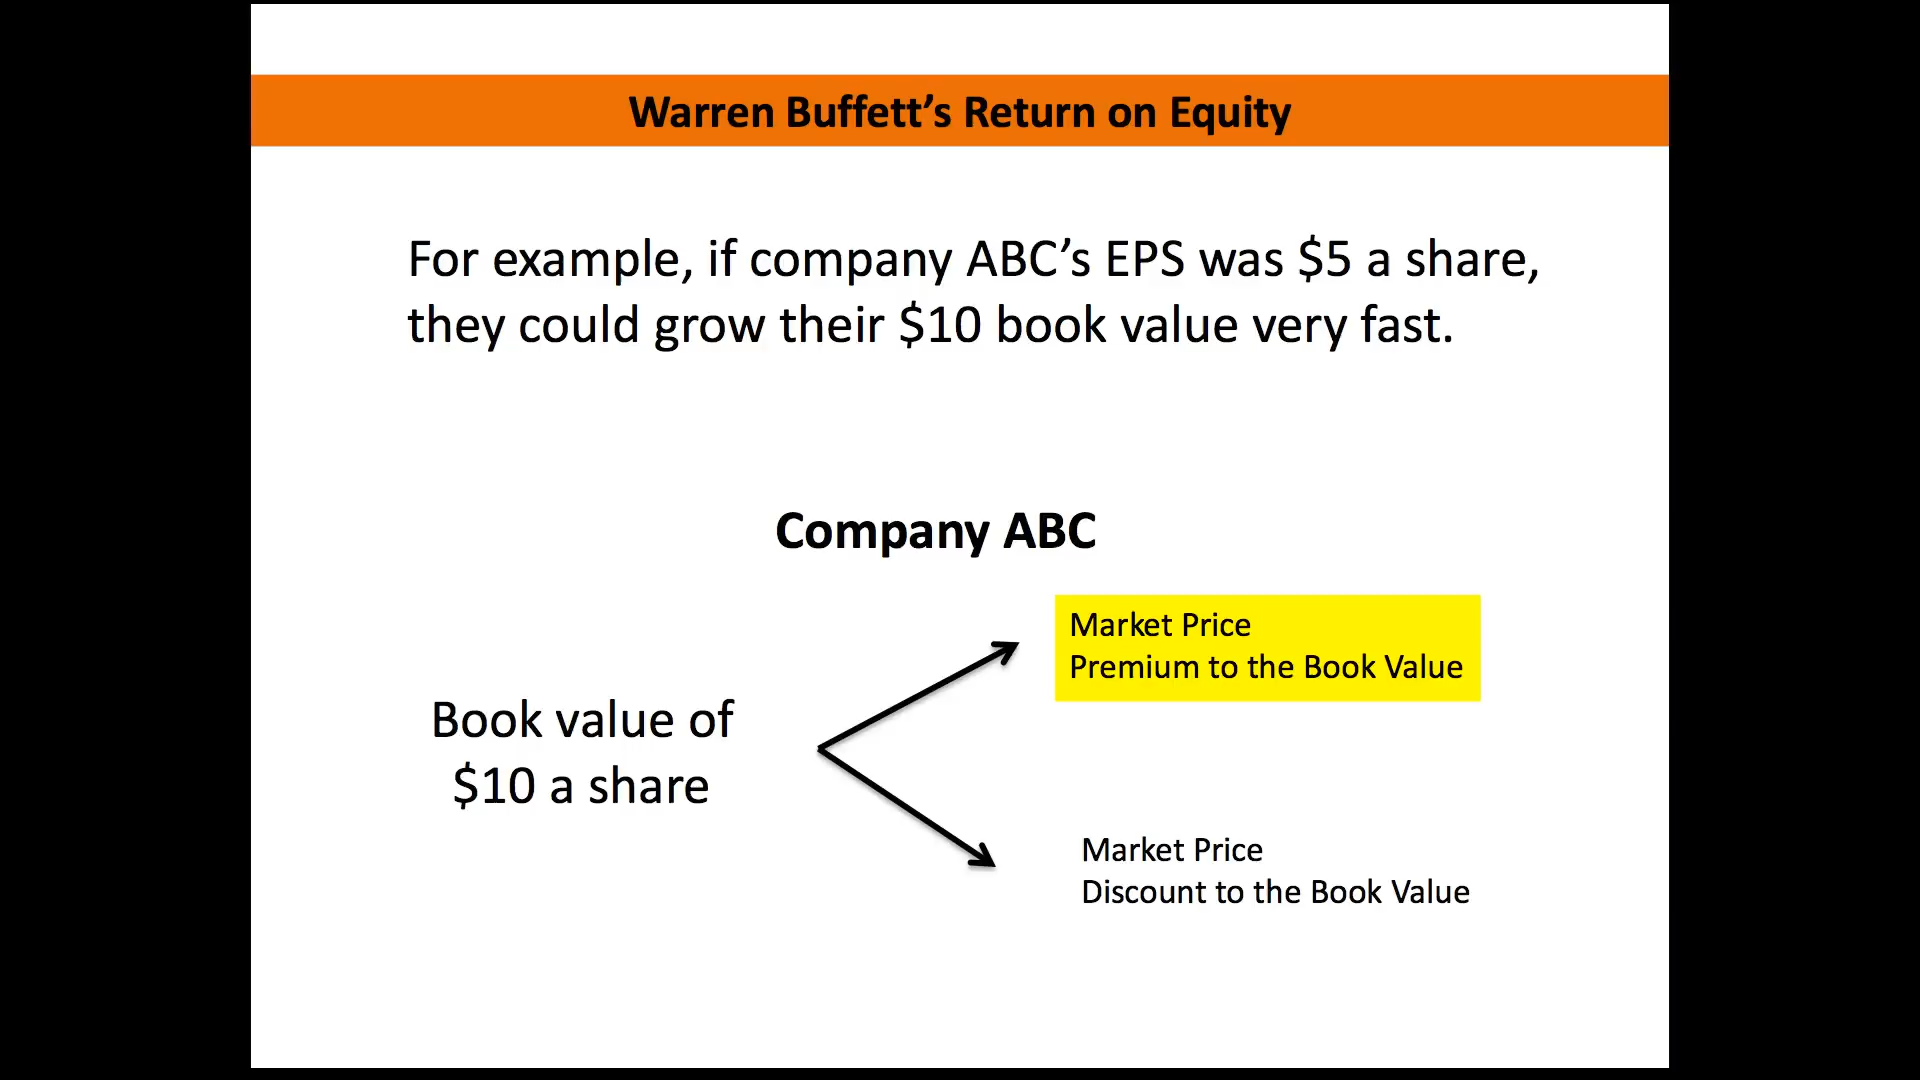 Warren Buffett’s Return on Equity
For example, if company ABC’s EPS was $5 a share,
they could grow their $10 book value very fast.
Company ABC
Market Price
Premium to the Book Value
Book value of
$10 a share
Market Price
Discount to the Book Value